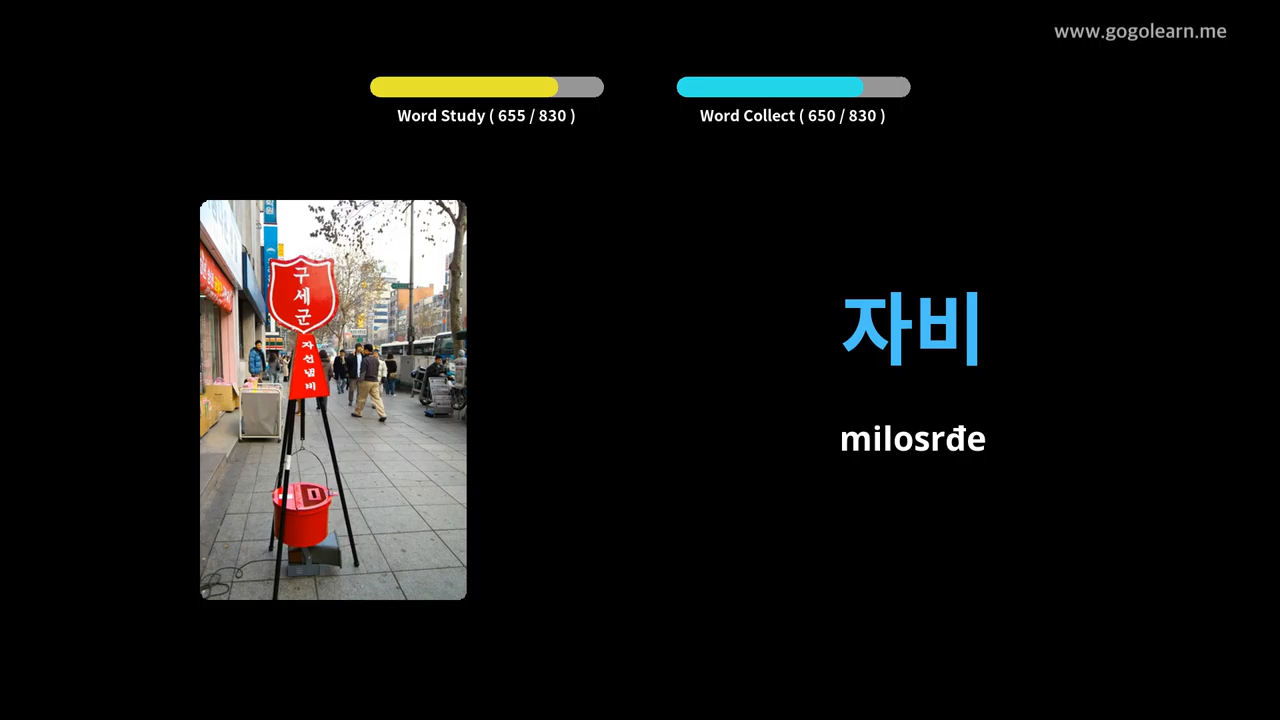 www.gogolearn.me
Word Study ( 655 / 830 )
Word Collect ( 650 / 830 )
구
세
군
자
선
냄
비
자비
milosrđe